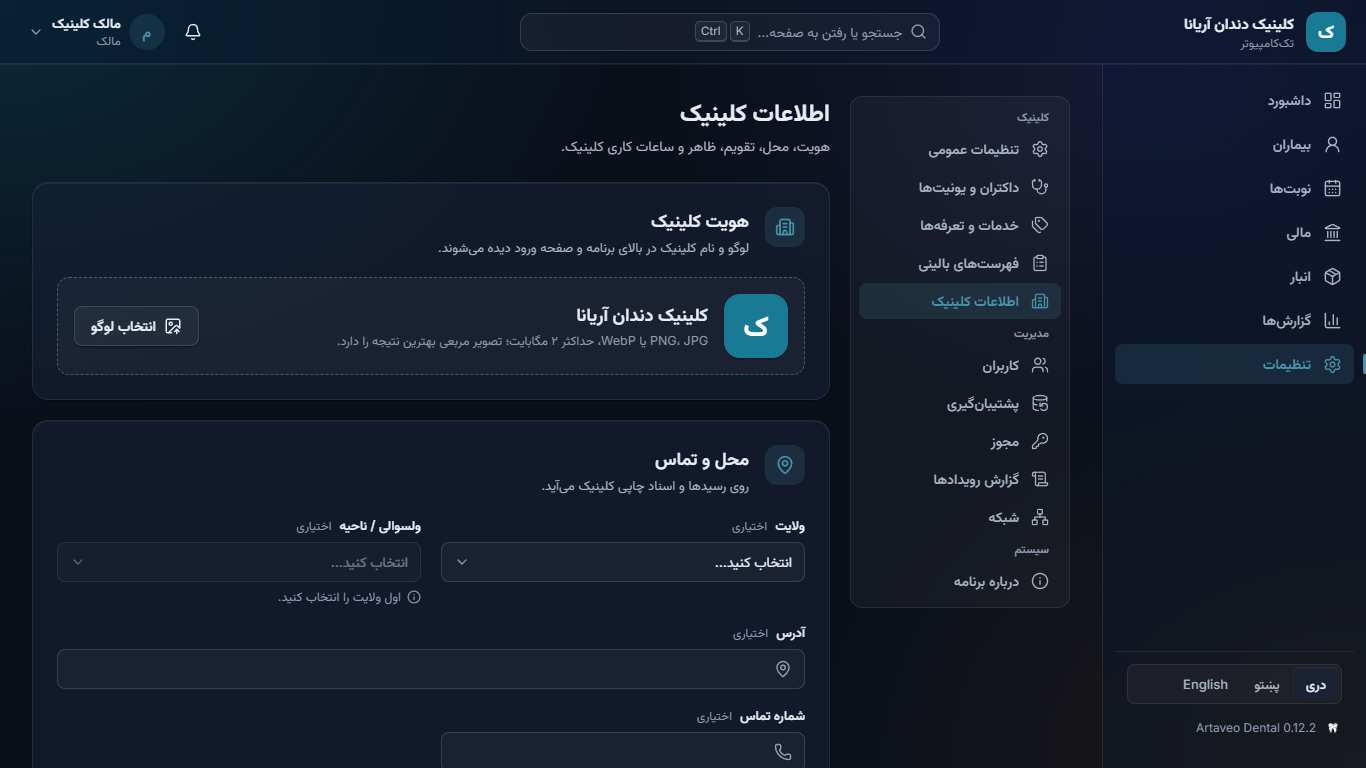 کلینیک دندان آریانا
تک‌کامپیوتر
ک
جستجو یا رفتن به صفحه...
Ctrl K
مالک کلینیک
مالک
م
داشبورد
بیماران
نوبت‌ها
مالی
انبار
گزارش‌ها
تنظیمات
دری
پښتو
English
Artaveo Dental 0.12.2
کلینیک
تنظیمات عمومی
داکتران و یونیت‌ها
خدمات و تعرفه‌ها
فهرست‌های بالینی
اطلاعات کلینیک
مدیریت
کاربران
پشتیبان‌گیری
مجوز
گزارش رویدادها
شبکه
سیستم
درباره برنامه
اطلاعات کلینیک
هویت، محل، تقویم، ظاهر و ساعات کاری کلینیک.
هویت کلینیک
لوگو و نام کلینیک در بالای برنامه و صفحه ورود دیده می‌شوند.
ک
کلینیک دندان آریانا
PNG، JPG یا WebP، حداکثر ۲ مگابایت؛ تصویر مربعی بهترین نتیجه را دارد.
انتخاب لوگو
محل و تماس
روی رسیدها و اسناد چاپی کلینیک می‌آید.
ولایت اختیاری
انتخاب کنید...
ولسوالی / ناحیه اختیاری
انتخاب کنید...
اول ولایت را انتخاب کنید.
آدرس اختیاری
شماره تماس اختیاری